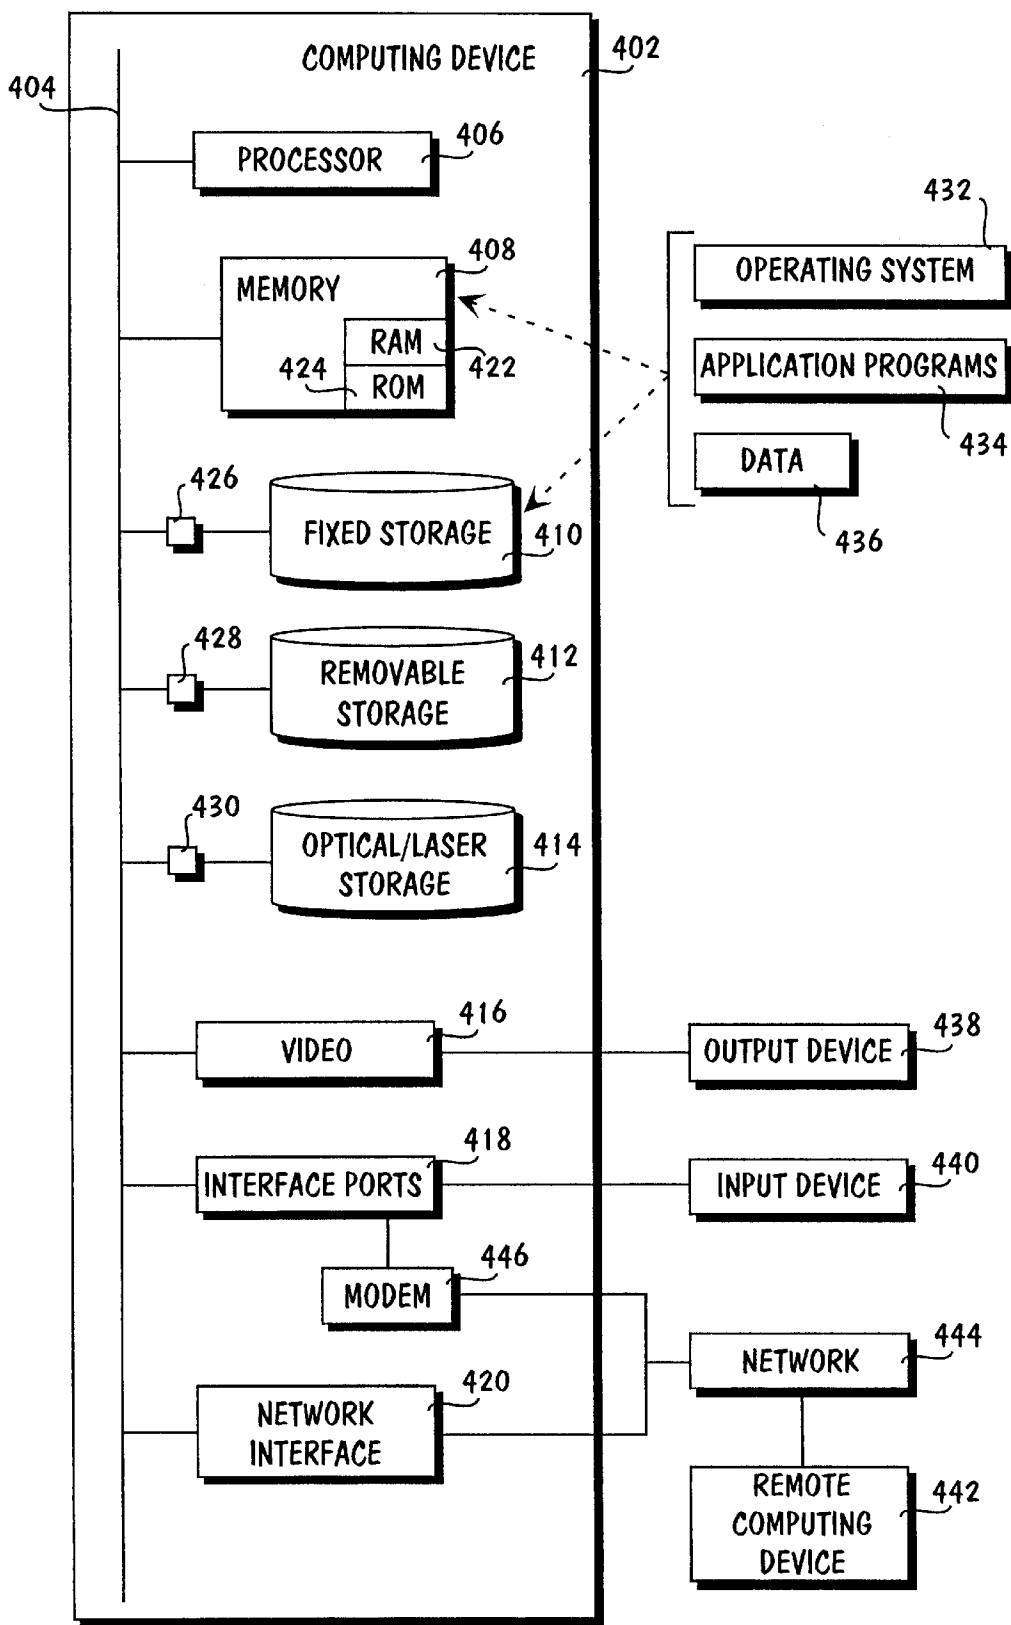 COMPUTING DEVICE
402
404
PROCESSOR
406
432
OPERATING SYSTEM
408
MEMORY
RAM
422
424
ROM
APPLICATION PROGRAMS
434
DATA
436
426
FIXED STORAGE
410
428
REMOVABLE
STORAGE
412
430
OPTICAL/LASER
STORAGE
414
416
VIDEO
438
OUTPUT DEVICE
418
INTERFACE PORTS
440
INPUT DEVICE
446
MODEM
444
NETWORK
420
NETWORK
INTERFACE
442
REMOTE
COMPUTING
DEVICE